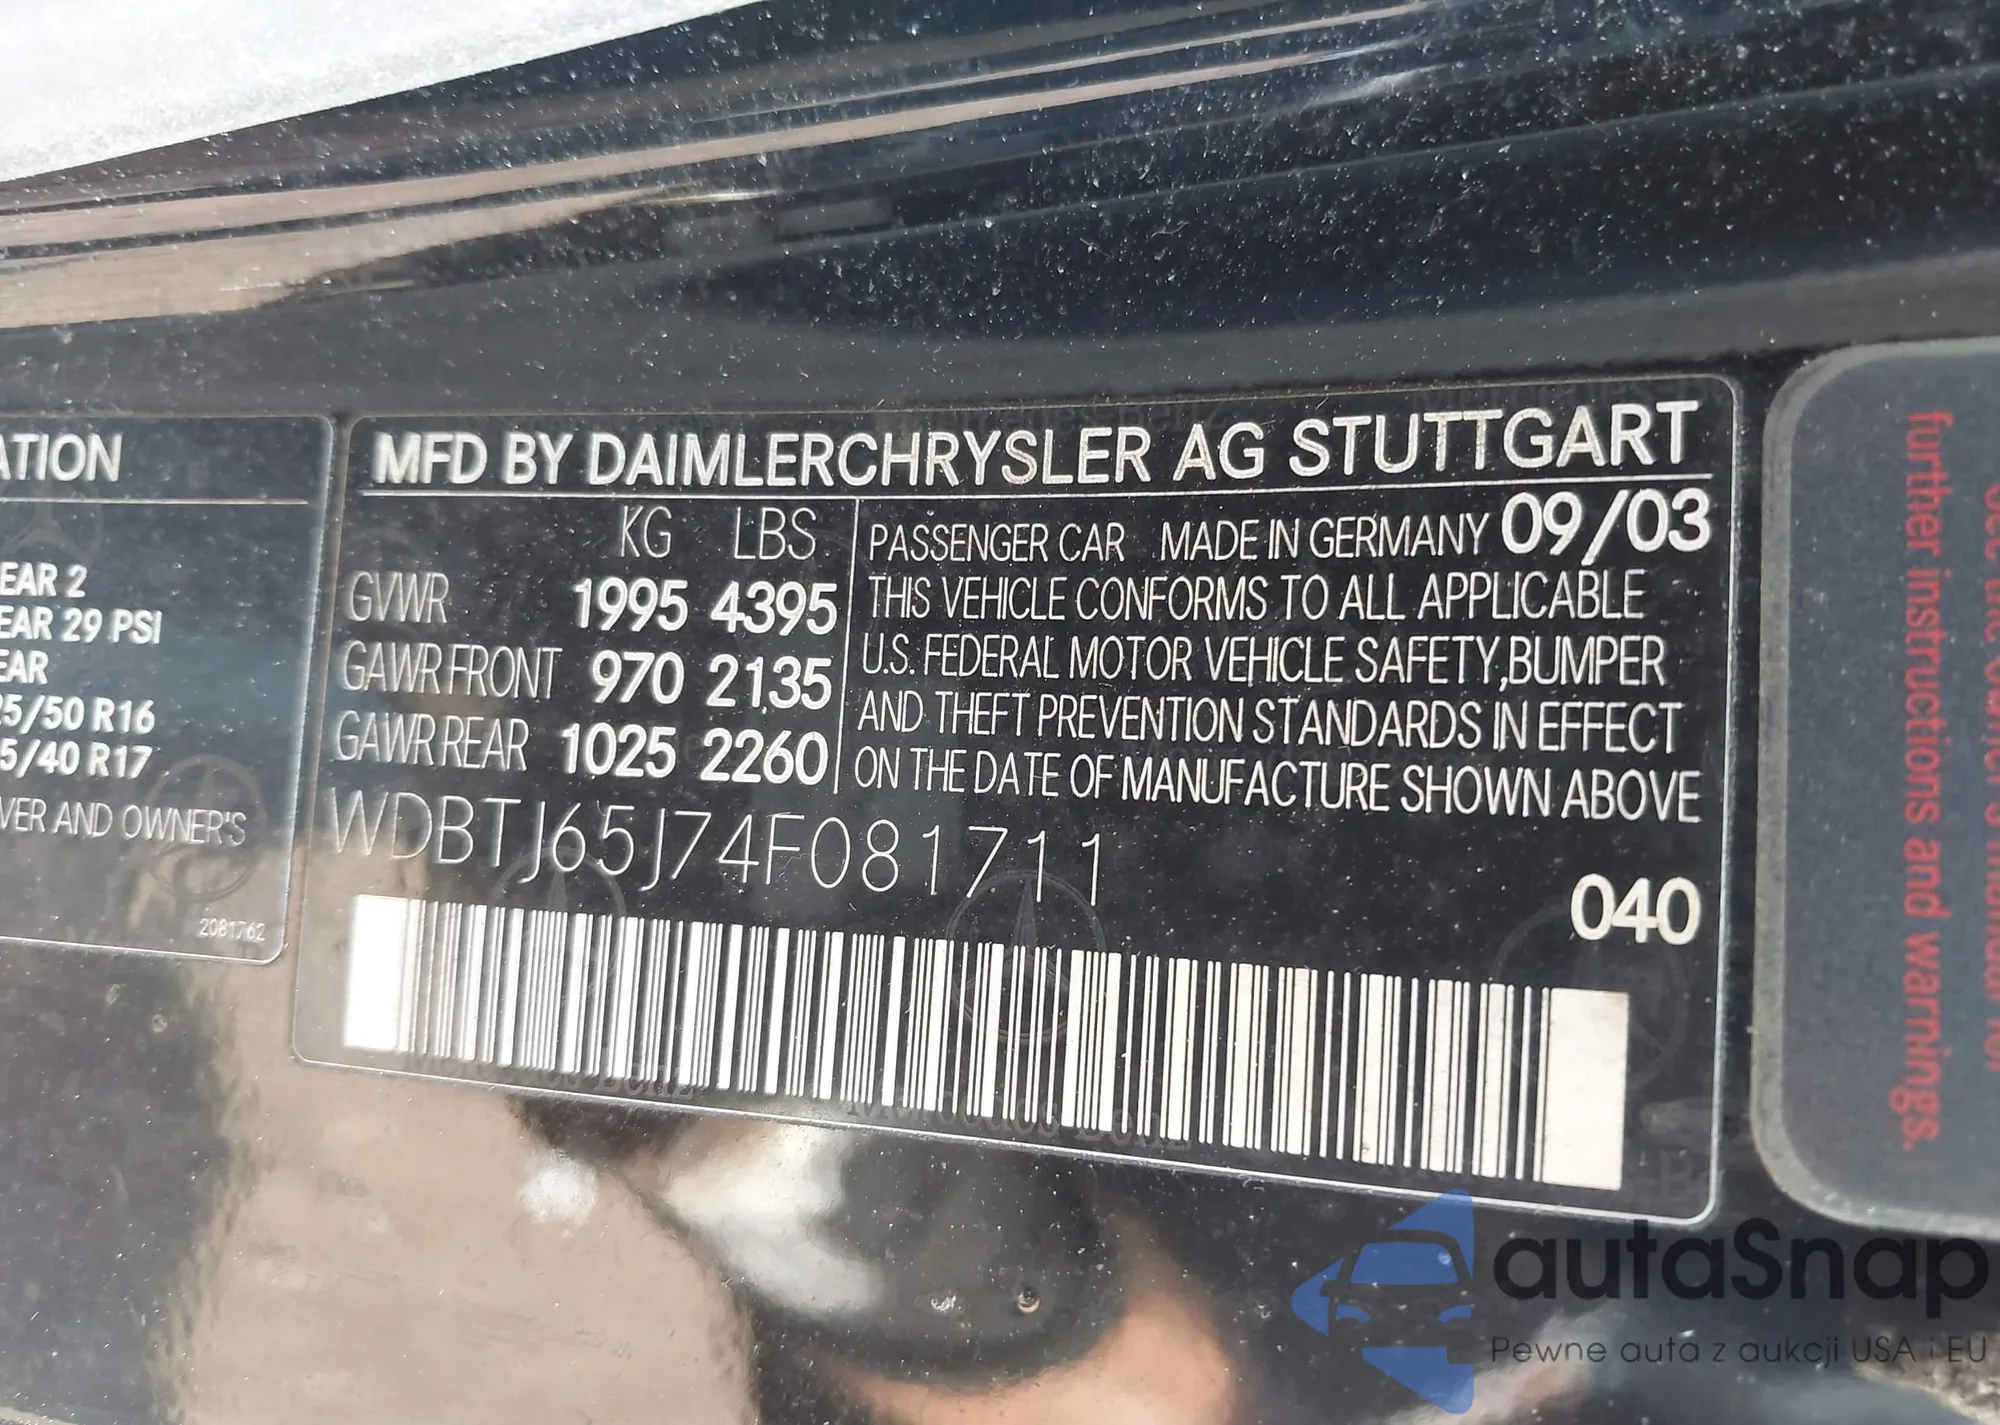 ATION
EAR 2
EAR 29 PSI
EAR
25/50 R16
5/40 R17
VER AND OWNER'S
2081762
MFD BY DAIMLERCHRYSLER AG STUTTGART
KG LBS
GVWR 1995 4395
GAWR FRONT 970 2135
GAWR REAR 1025 2260
PASSENGER CAR MADE IN GERMANY 09/03
THIS VEHICLE CONFORMS TO ALL APPLICABLE
U.S. FEDERAL MOTOR VEHICLE SAFETY,BUMPER
AND THEFT PREVENTION STANDARDS IN EFFECT
ON THE DATE OF MANUFACTURE SHOWN ABOVE
WDBTJ65J74F081711
040
further instructions and warnings.
autaSnap
Pewne auta z aukcji USA i EU